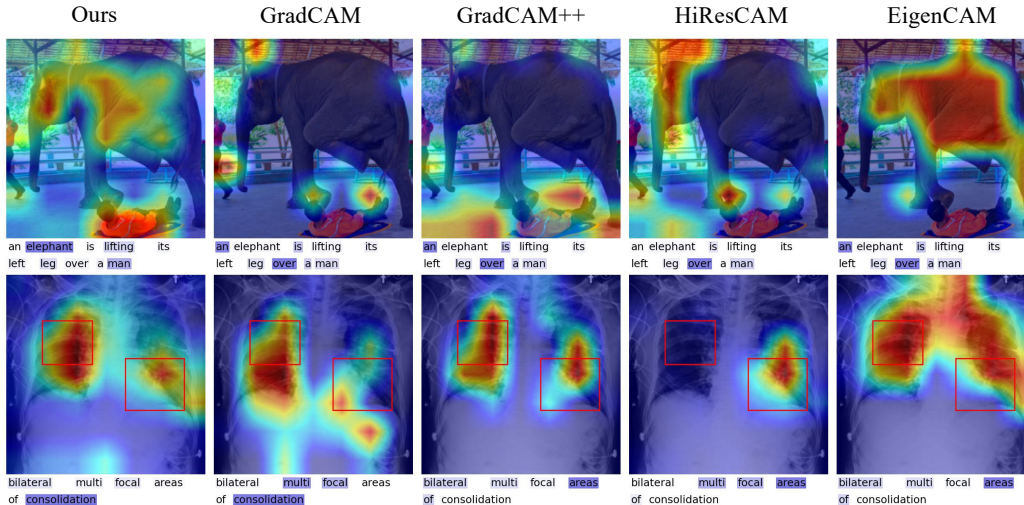 Ours GradCAM GradCAM++ HiResCAM EigenCAM
an elephant is lifting its
left leg over a man
an elephant is lifting its
left leg over a man
an elephant is lifting its
left leg over a man
an elephant is lifting its
left leg over a man
an elephant is lifting its
left leg over a man
bilateral multi focal areas
of consolidation
bilateral multi focal areas
of consolidation
bilateral multi focal areas
of consolidation
bilateral multi focal areas
of consolidation
bilateral multi focal areas
of consolidation